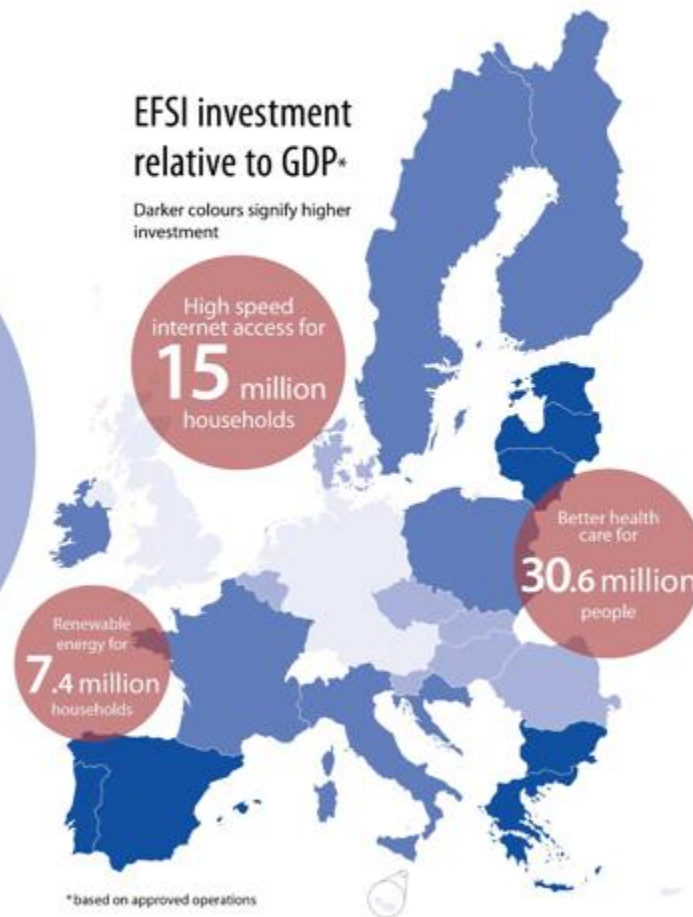 EFSI investment
relative to GDP*
Darker colours signify higher
investment
High speed
internet access for
15 million
households
Better health
care for
30.6 million
people
Renewable
energy for
7.4 million
households
*based on approved operations